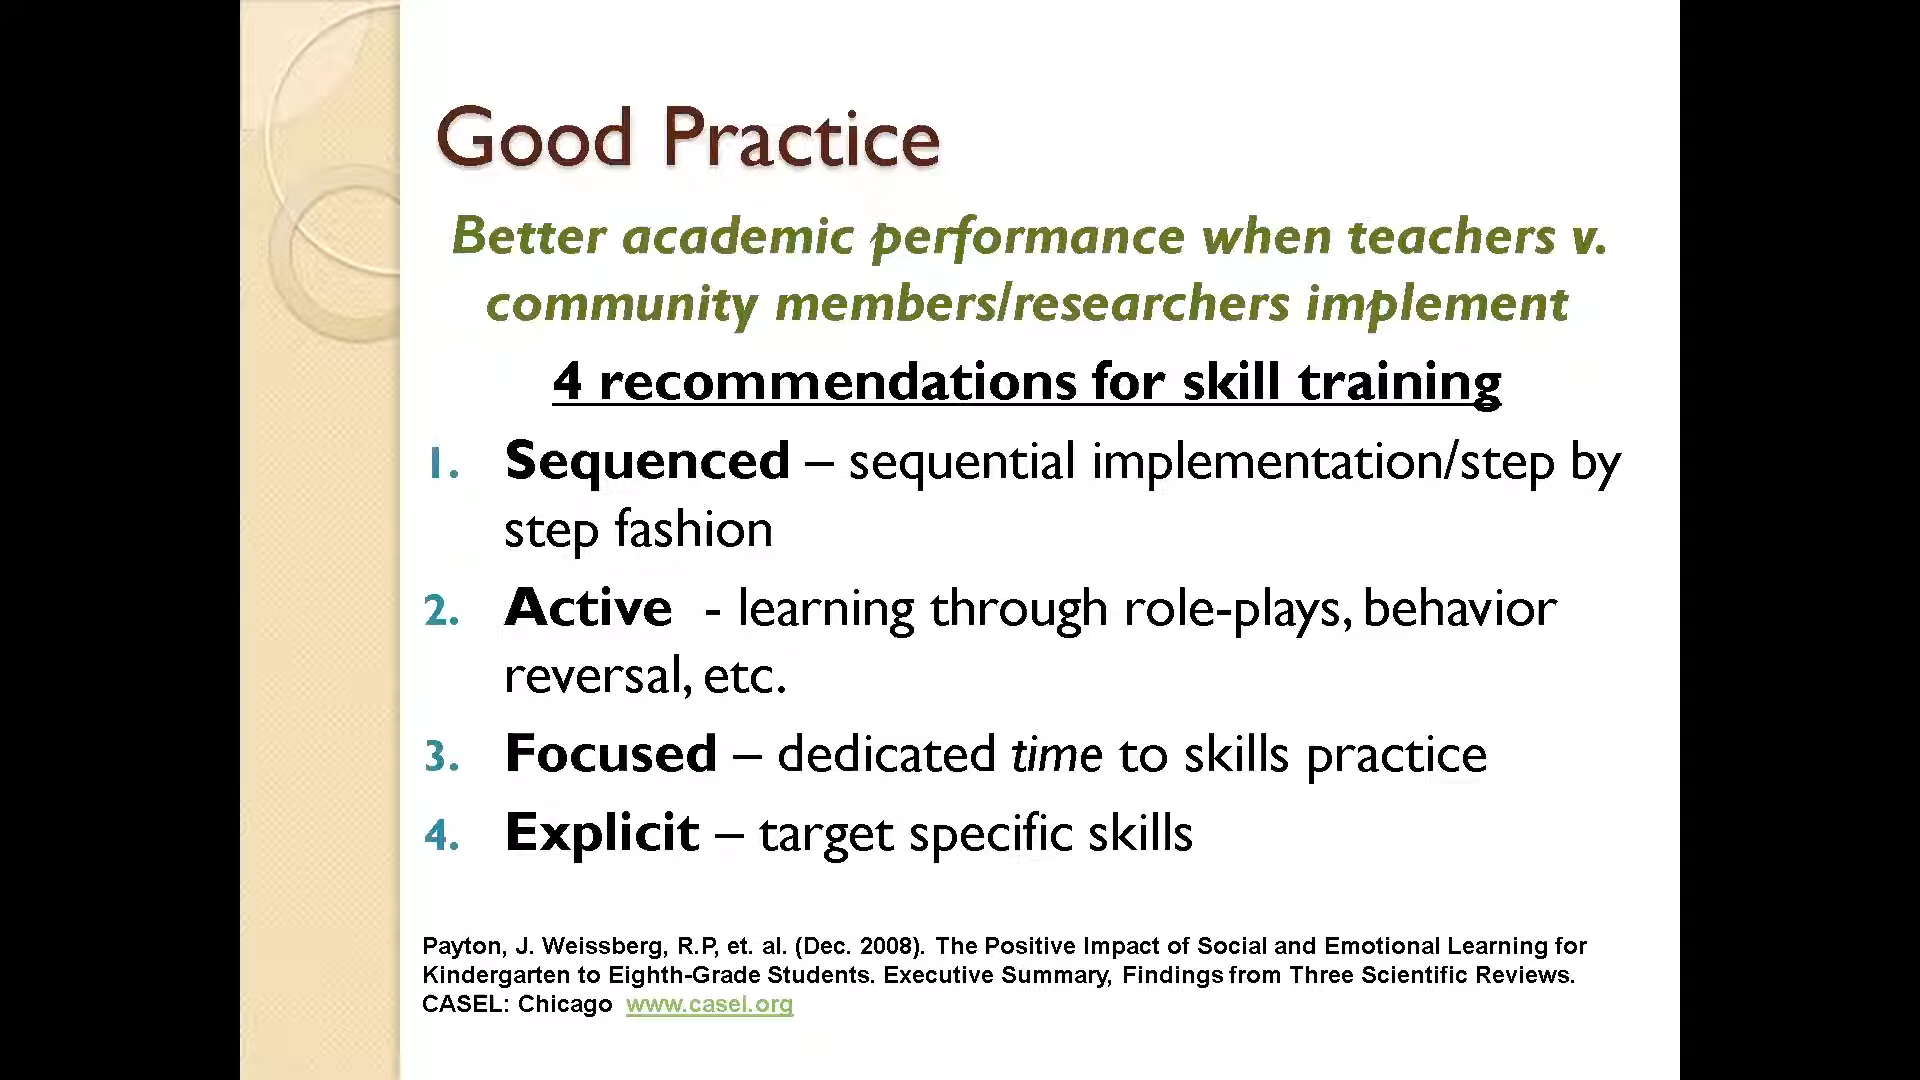 Good Practice
Better academic performance when teachers v.
community members/researchers implement
4 recommendations for skill training
1. Sequenced – sequential implementation/step by
step fashion
2. Active - learning through role-plays, behavior
reversal, etc.
3. Focused – dedicated time to skills practice
4. Explicit – target specific skills
Payton, J. Weissberg, R.P, et. al. (Dec. 2008). The Positive Impact of Social and Emotional Learning for
Kindergarten to Eighth-Grade Students. Executive Summary, Findings from Three Scientific Reviews.
CASEL: Chicago www.casel.org